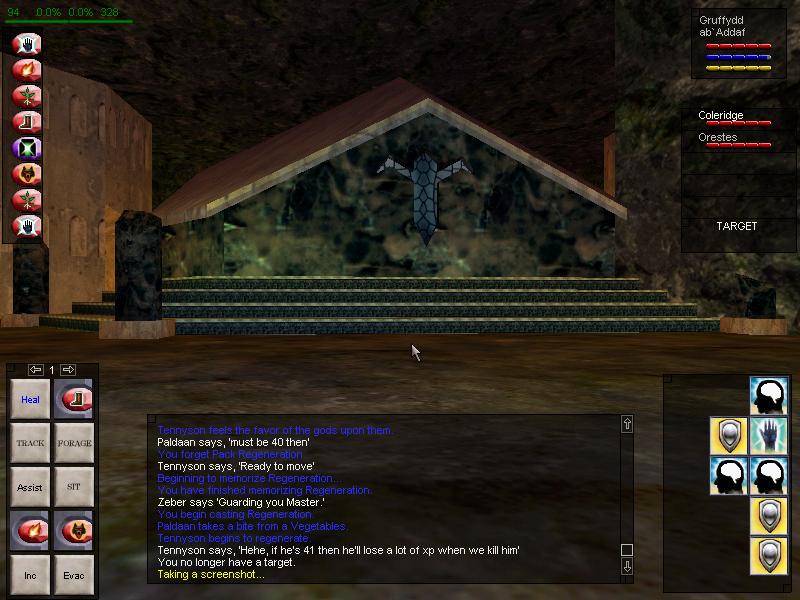 94 0.0% 0.0% 328
Gruffydd
ab`Addaf
Coleridge
Orestes
TARGET
1
Heal
TRACK FORAGE
Assist SIT
Inc Evac
Tennyson feels the favor of the gods upon them.
Paldaan says, 'must be 40 then'
You forget Pack Regeneration.
Tennyson says, 'Ready to move'
Beginning to memorize Regeneration...
You have finished memorizing Regeneration.
Zeber says 'Guarding you Master.'
You begin casting Regeneration.
Paldaan takes a bite from a Vegetables.
Tennyson begins to regenerate.
Tennyson says, 'Hehe, if he's 41 then he'll lose a lot of xp when we kill him'
You no longer have a target.
Taking a screenshot...